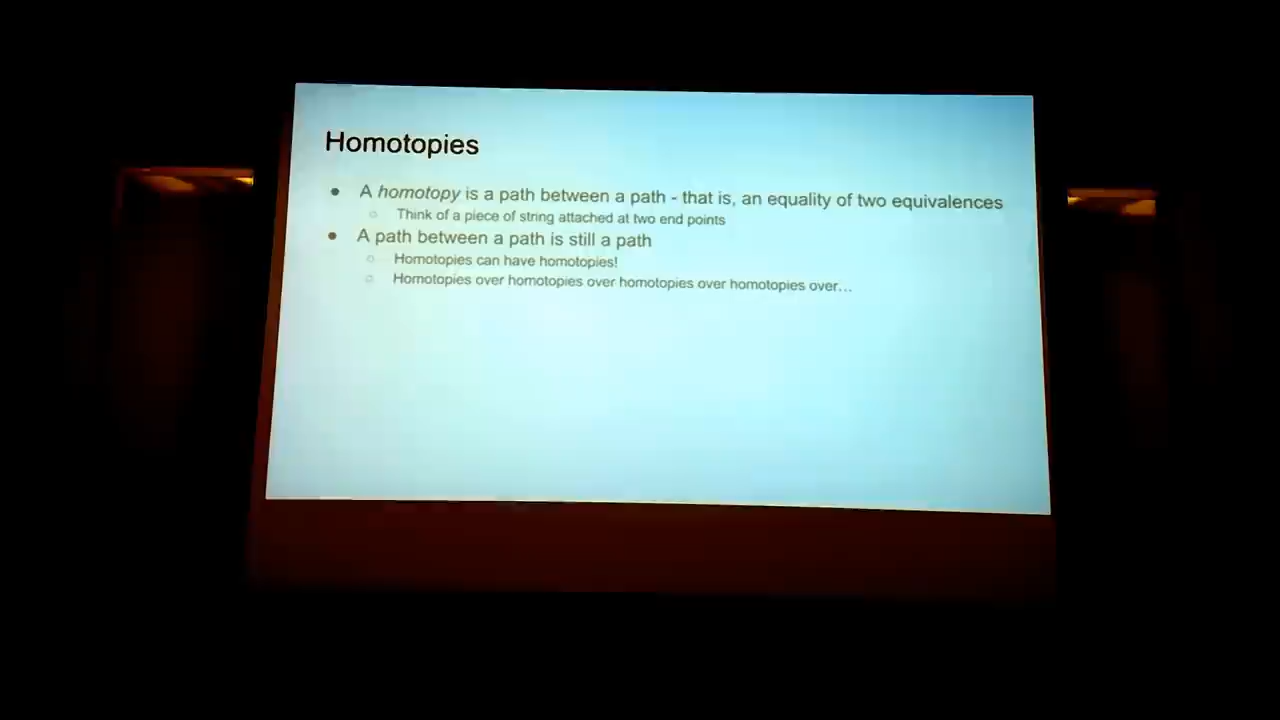 Homotopies
● A homotopy is a path between a path - that is, an equality of two equivalences
○ Think of a piece of string attached at two end points
● A path between a path is still a path
○ Homotopies can have homotopies!
○ Homotopies over homotopies over homotopies over homotopies over…